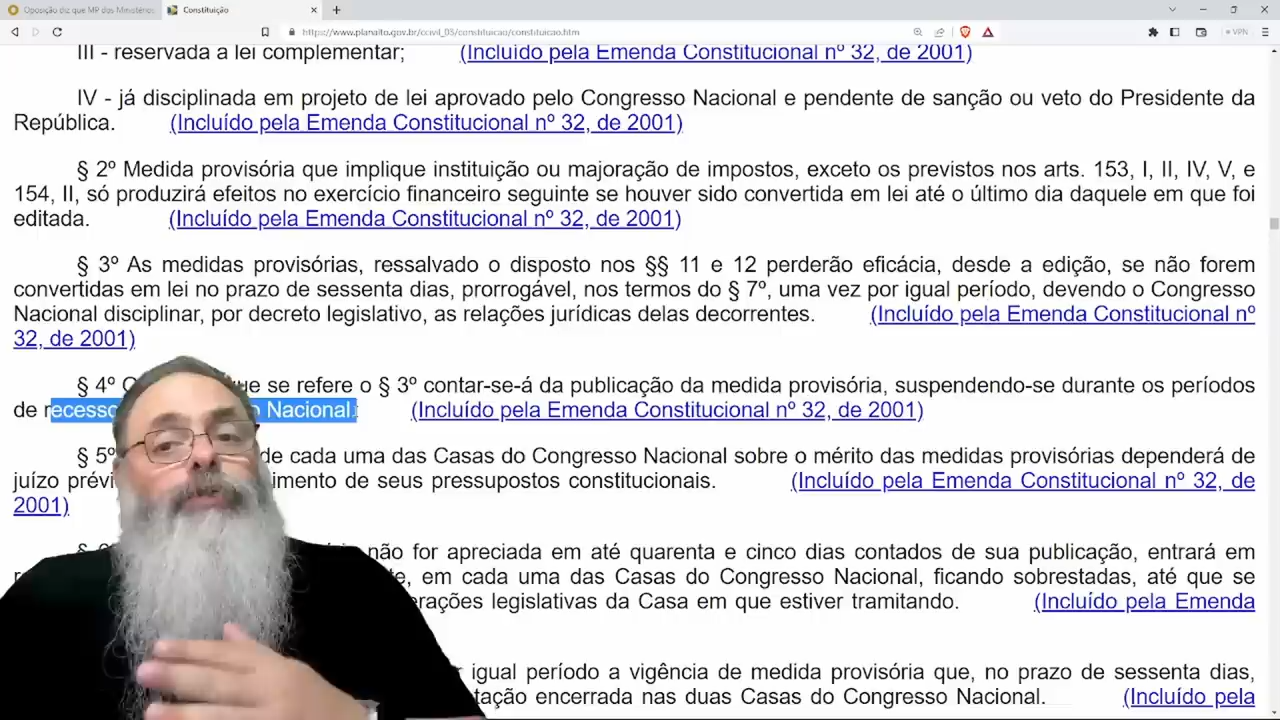 Oposição diz que MP dos Ministérios
Constituição
https://www.planalto.gov.br/ccivil_03/constituicao/constituicao.htm
VPN
III - reservada a lei complementar; (Incluído pela Emenda Constitucional nº 32, de 2001)
IV - já disciplinada em projeto de lei aprovado pelo Congresso Nacional e pendente de sanção ou veto do Presidente da
República. (Incluído pela Emenda Constitucional nº 32, de 2001)
§ 2º Medida provisória que implique instituição ou majoração de impostos, exceto os previstos nos arts. 153, I, II, IV, V, e
154, II, só produzirá efeitos no exercício financeiro seguinte se houver sido convertida em lei até o último dia daquele em que foi
editada. (Incluído pela Emenda Constitucional nº 32, de 2001)
§ 3º As medidas provisórias, ressalvado o disposto nos §§ 11 e 12 perderão eficácia, desde a edição, se não forem
convertidas em lei no prazo de sessenta dias, prorrogável, nos termos do § 7º, uma vez por igual período, devendo o Congresso
Nacional disciplinar, por decreto legislativo, as relações jurídicas delas decorrentes. (Incluído pela Emenda Constitucional nº
32, de 2001)
§ 4º se refere o § 3º contar-se-á da publicação da medida provisória, suspendendo-se durante os períodos
de recesso Nacional. (Incluído pela Emenda Constitucional nº 32, de 2001)
§ 5º de cada uma das Casas do Congresso Nacional sobre o mérito das medidas provisórias dependerá de
juízo de seus pressupostos constitucionais. (Incluído pela Emenda Constitucional nº 32, de
2001)
§ não for apreciada em até quarenta e cinco dias contados de sua publicação, entrará em
em cada uma das Casas do Congresso Nacional, ficando sobrestadas, até que se
legislativas da Casa em que estiver tramitando. (Incluído pela Emenda
igual período a vigência de medida provisória que, no prazo de sessenta dias,
encerrada nas duas Casas do Congresso Nacional. (Incluído pela